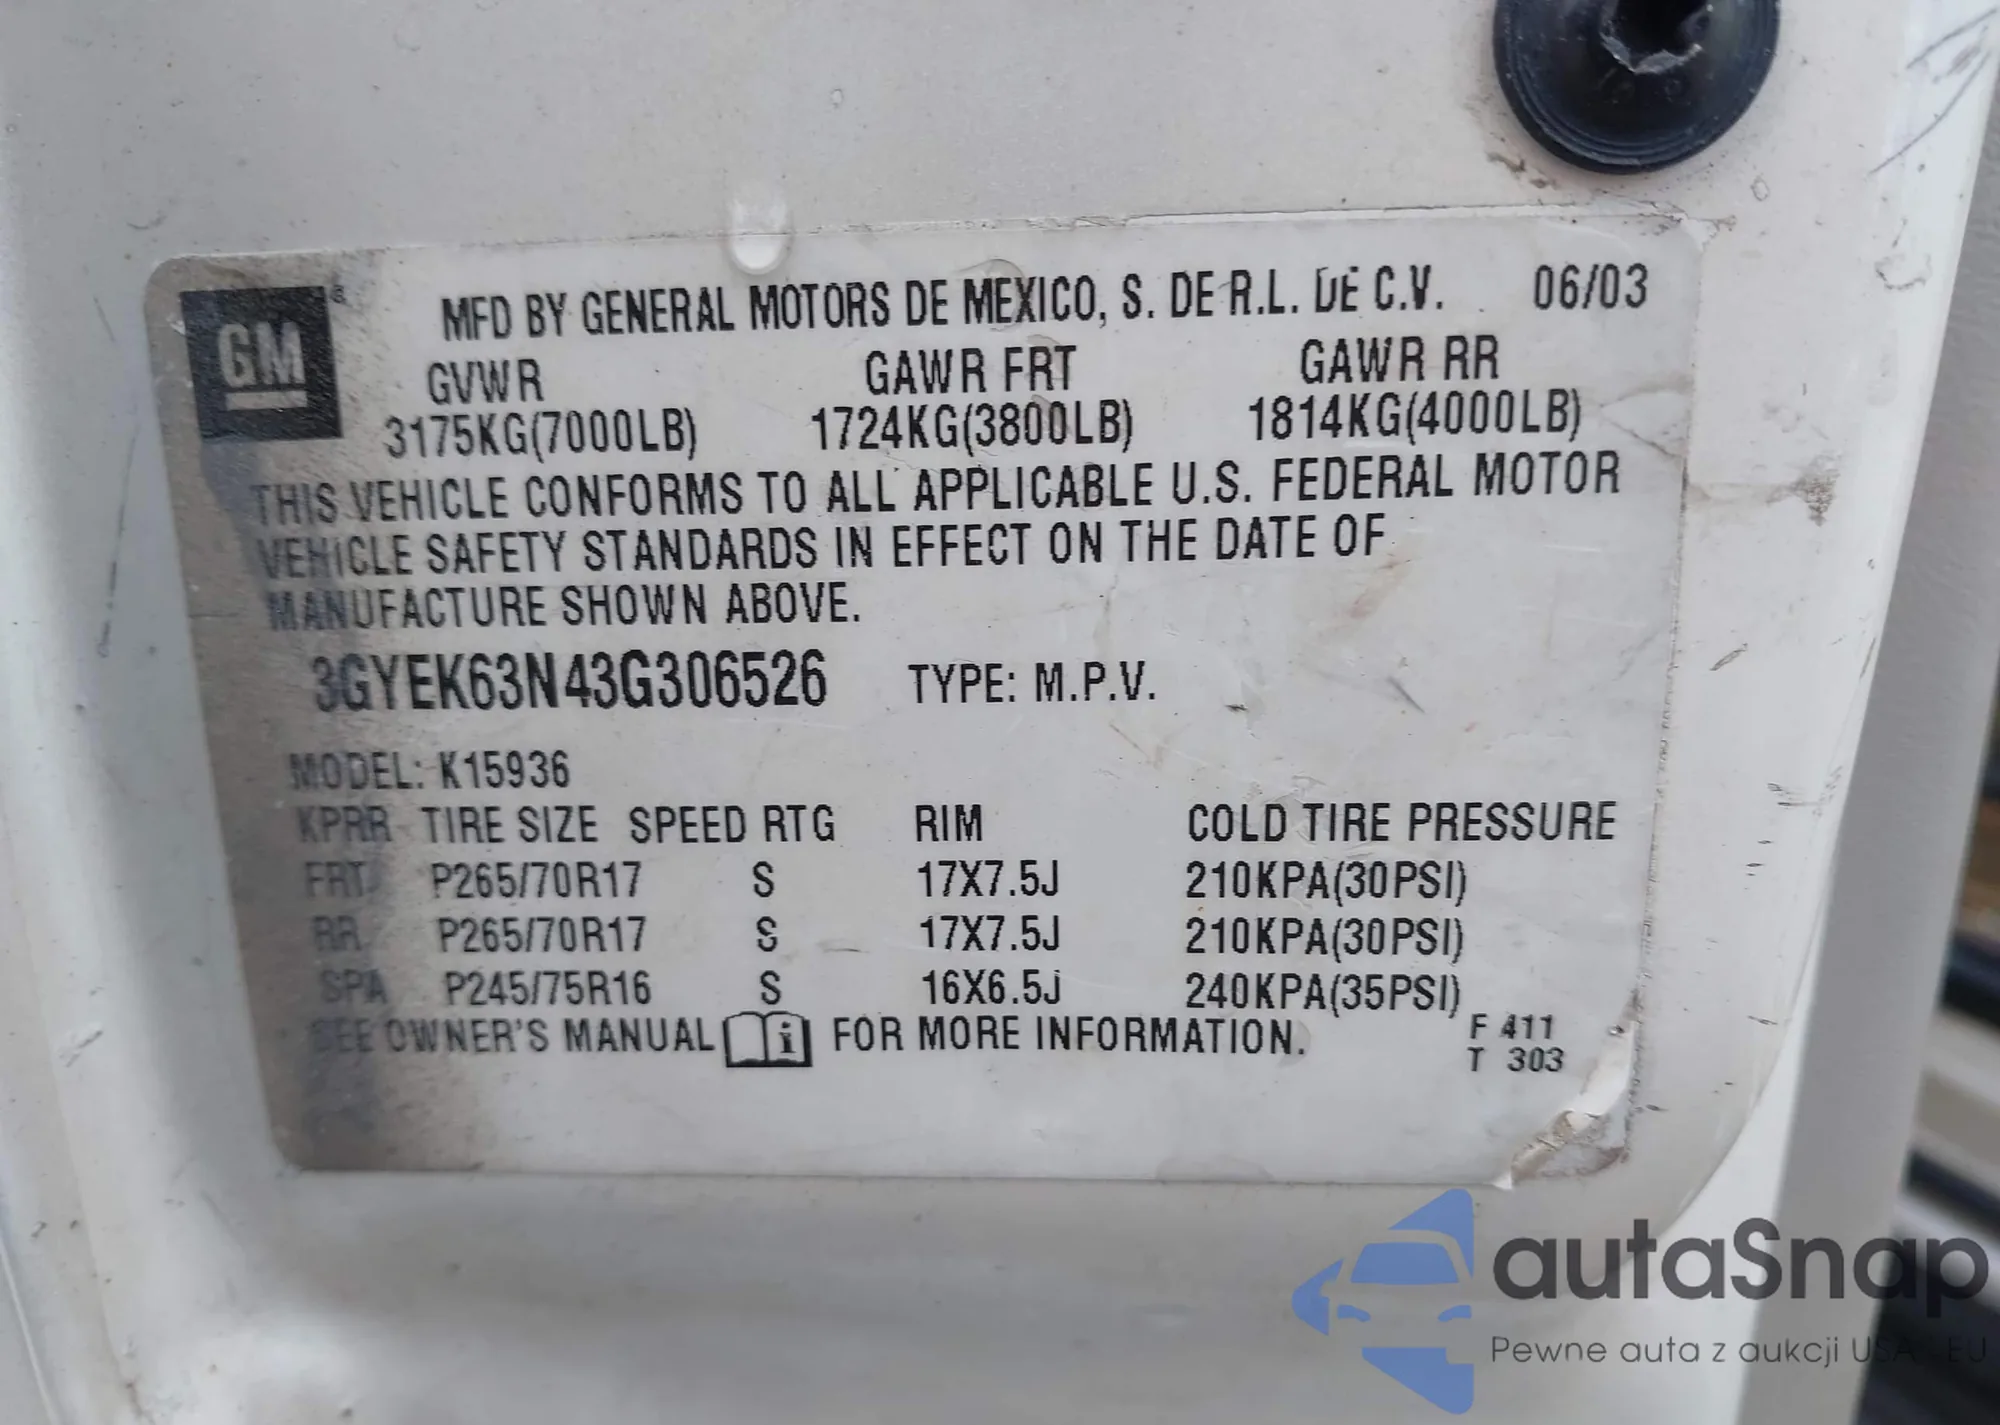 GM®
MFD BY GENERAL MOTORS DE MEXICO, S. DE R.L. DE C.V. 06/03
GVWR GAWR FRT GAWR RR
3175KG(7000LB) 1724KG(3800LB) 1814KG(4000LB)
THIS VEHICLE CONFORMS TO ALL APPLICABLE U.S. FEDERAL MOTOR
VEHICLE SAFETY STANDARDS IN EFFECT ON THE DATE OF
MANUFACTURE SHOWN ABOVE.
3GYEK63N43G306526 TYPE: M.P.V.
MODEL: K15936
KPRR TIRE SIZE SPEED RTG RIM COLD TIRE PRESSURE
FRT P265/70R17 S 17X7.5J 210KPA(30PSI)
RR P265/70R17 S 17X7.5J 210KPA(30PSI)
SPA P245/75R16 S 16X6.5J 240KPA(35PSI)
SEE OWNER'S MANUAL i FOR MORE INFORMATION.
F 411
T 303
autaSnap
Pewne auta z aukcji USA i EU